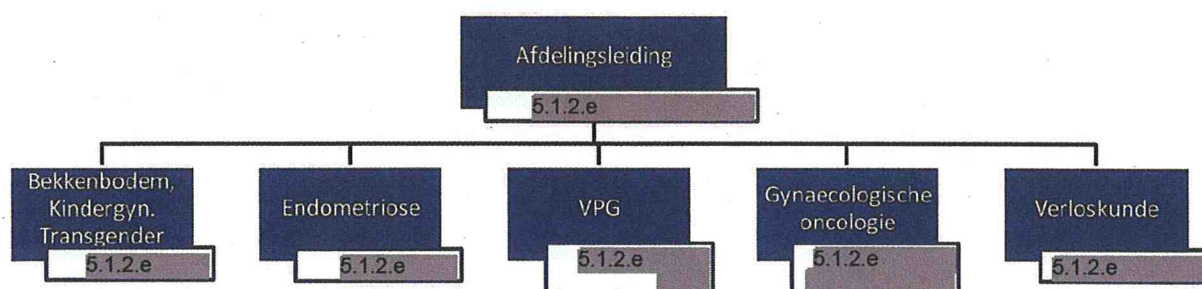 Afdelingsleiding
5.1.2.e
Bekkenbodem,
Kindergyn.
Transgender
5.1.2.e
Endometriose
5.1.2.e
VPG
5.1.2.e
Gynaecologische
oncologie
5.1.2.e
Verloskunde
5.1.2.e